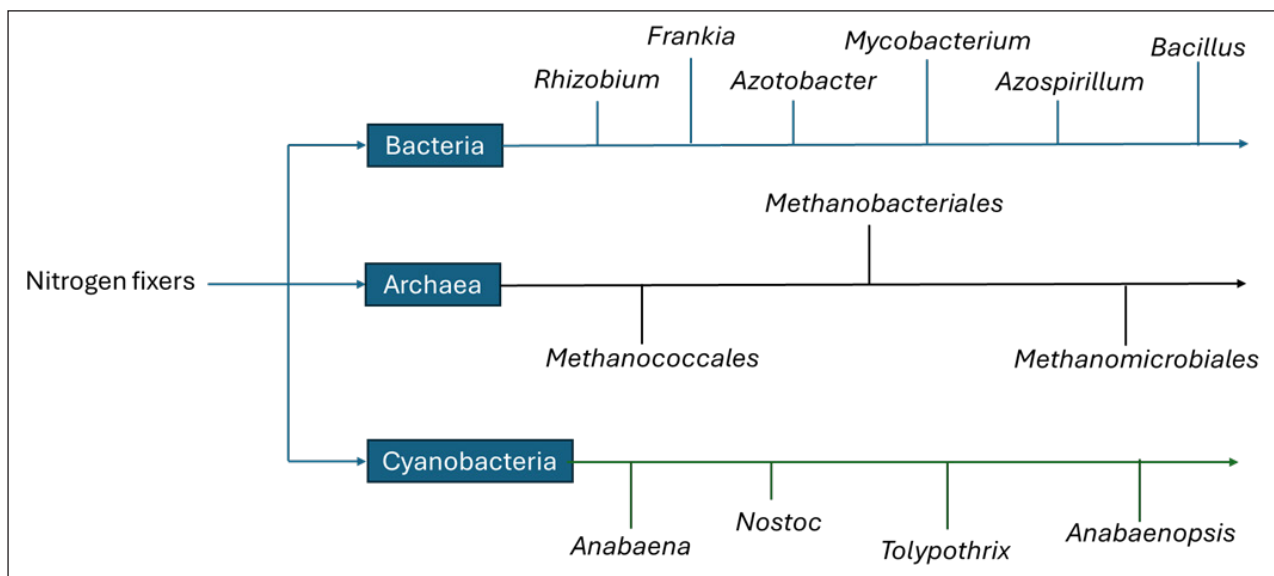 Frankia
Mycobacterium
Bacillus
Rhizobium
Azotobacter
Azospirillum
Bacteria
Methanobacteriales
Nitrogen fixers
Archaea
Methanococcales
Methanomicrobiales
Cyanobacteria
Anabaena
Nostoc
Tolypothrix
Anabaenopsis